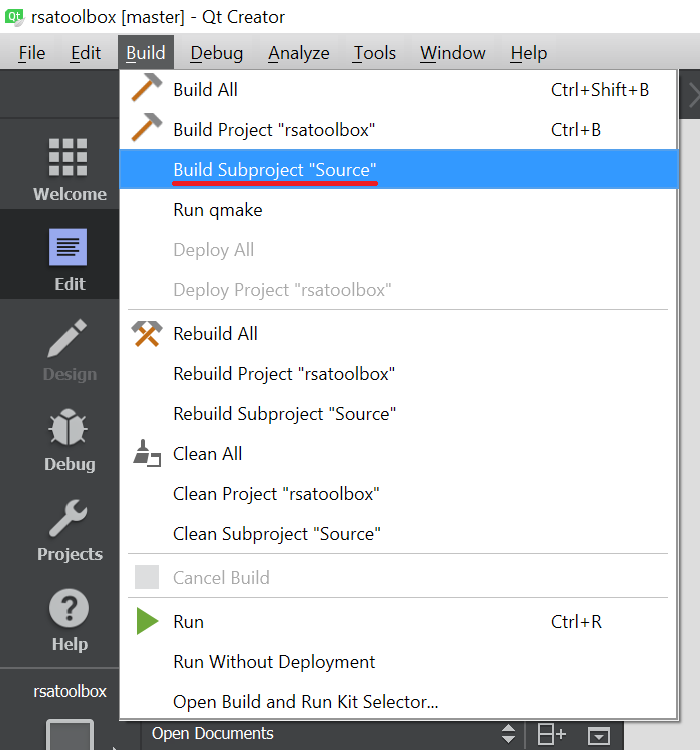 rsatoolbox [master] - Qt Creator
File Edit Build Debug Analyze Tools Window Help
Build All Ctrl+Shift+B
Build Project "rsatoolbox" Ctrl+B
Build Subproject "Source"
Run qmake
Deploy All
Deploy Project "rsatoolbox"
Rebuild All
Rebuild Project "rsatoolbox"
Rebuild Subproject "Source"
Clean All
Clean Project "rsatoolbox"
Clean Subproject "Source"
Cancel Build
Run Ctrl+R
Run Without Deployment
Open Build and Run Kit Selector...
Welcome
Edit
Design
Debug
Projects
Help
rsatoolbox
Open Documents